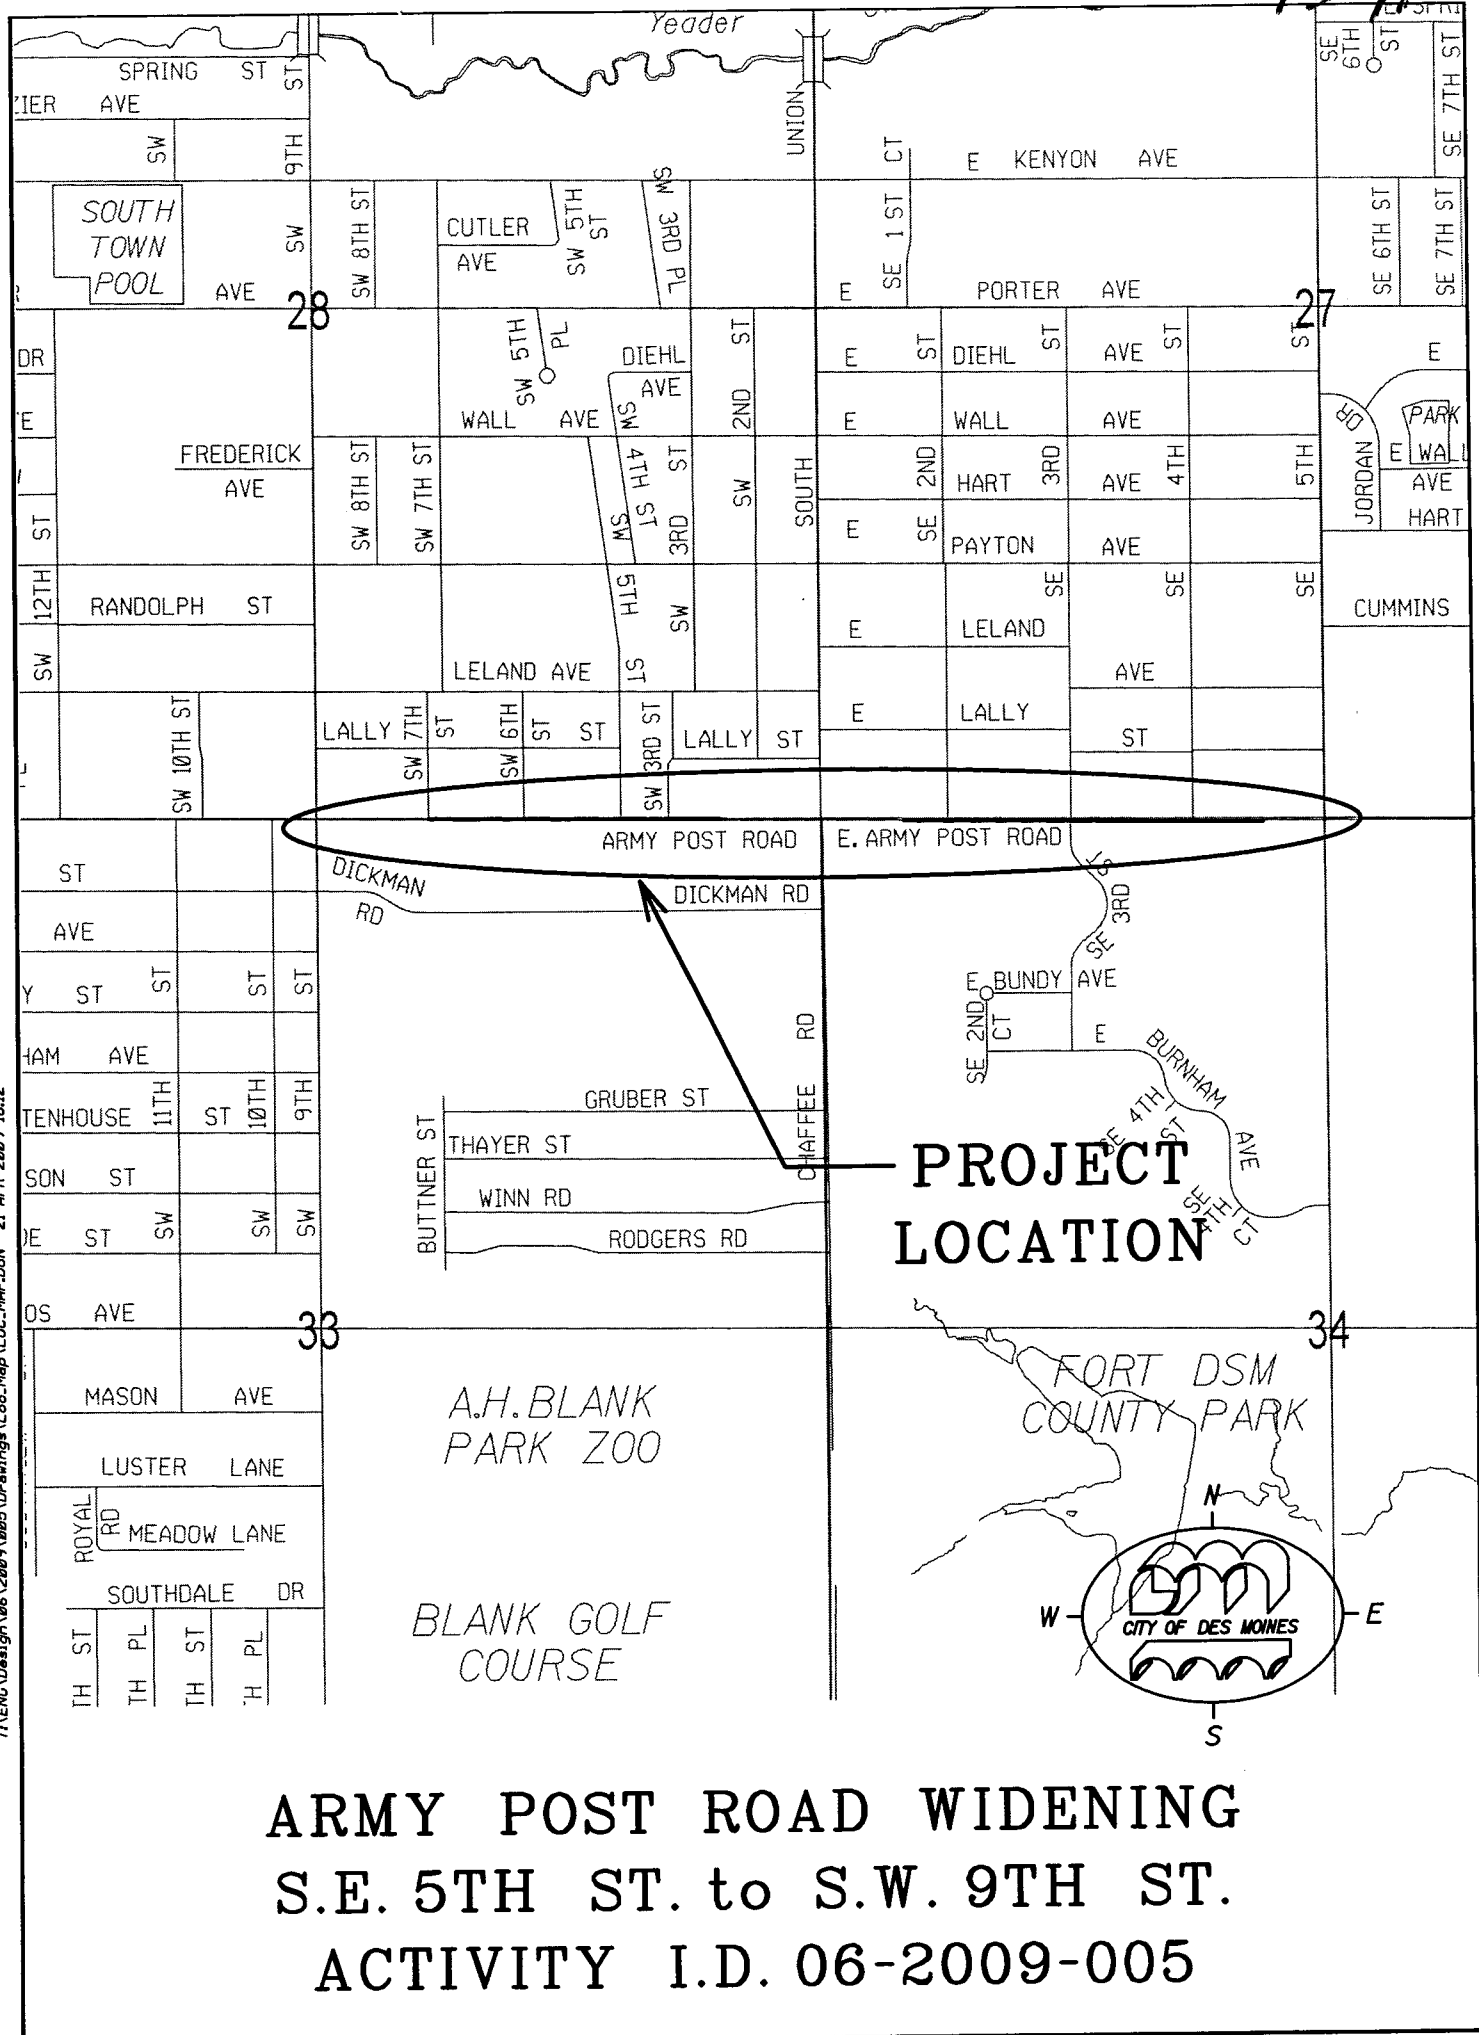 Yeader
SPRING ST
ZIER AVE
SW
SW 9TH ST
UNION
SE 6TH ST
SE 7TH ST
E KENYON AVE
SE 1ST CT
SOUTH
TOWN
POOL
SW 8TH ST
CUTLER
AVE
SW 5TH
ST
SW 3RD PL
SE 6TH ST
SE 7TH ST
AVE
28
E PORTER AVE
27
DR
SW 5TH
PL
DIEHL
AVE
SW 2ND ST
E DIEHL AVE
E
E
WALL AVE
E WALL AVE
JORDAN DR
PARK
E WALL
AVE
HART
FREDERICK
AVE
SW 8TH ST
SW 7TH ST
SW 4TH ST
SW 3RD ST
SOUTH
SE 2ND ST
HART AVE
SE 3RD ST
SE 4TH ST
SE 5TH ST
E PAYTON AVE
SW 12TH ST
RANDOLPH ST
SW 5TH ST
CUMMINS
E LELAND
AVE
LELAND AVE
SW 10TH ST
LALLY
SW 7TH
ST
SW 6TH
ST
ST
SW 3RD ST
LALLY ST
E LALLY
ST
ARMY POST ROAD
E. ARMY POST ROAD
ST
DICKMAN
RD
DICKMAN RD
SE 3RD ST
AVE
Y ST
SW 11TH ST
SW 10TH ST
SW 9TH ST
E BUNDY AVE
SE 2ND
CT
CHAFFEE RD
HAM AVE
E BURNHAM AVE
TENHOUSE ST
GRUBER ST
BUTTNER ST
THAYER ST
SE 4TH
ST
SON ST
PROJECT
LOCATION
WINN RD
SE
4TH
CT
DE ST
RODGERS RD
OS AVE
33
34
MASON AVE
A.H. BLANK
PARK ZOO
FORT DSM
COUNTY PARK
LUSTER LANE
ROYAL
RD
MEADOW LANE
SOUTHDALE DR
BLANK GOLF
COURSE
TH ST
TH PL
TH ST
TH PL
N
W
E
CITY OF DES MOINES
S
ARMY POST ROAD WIDENING
S.E. 5TH ST. to S.W. 9TH ST.
ACTIVITY I.D. 06-2009-005